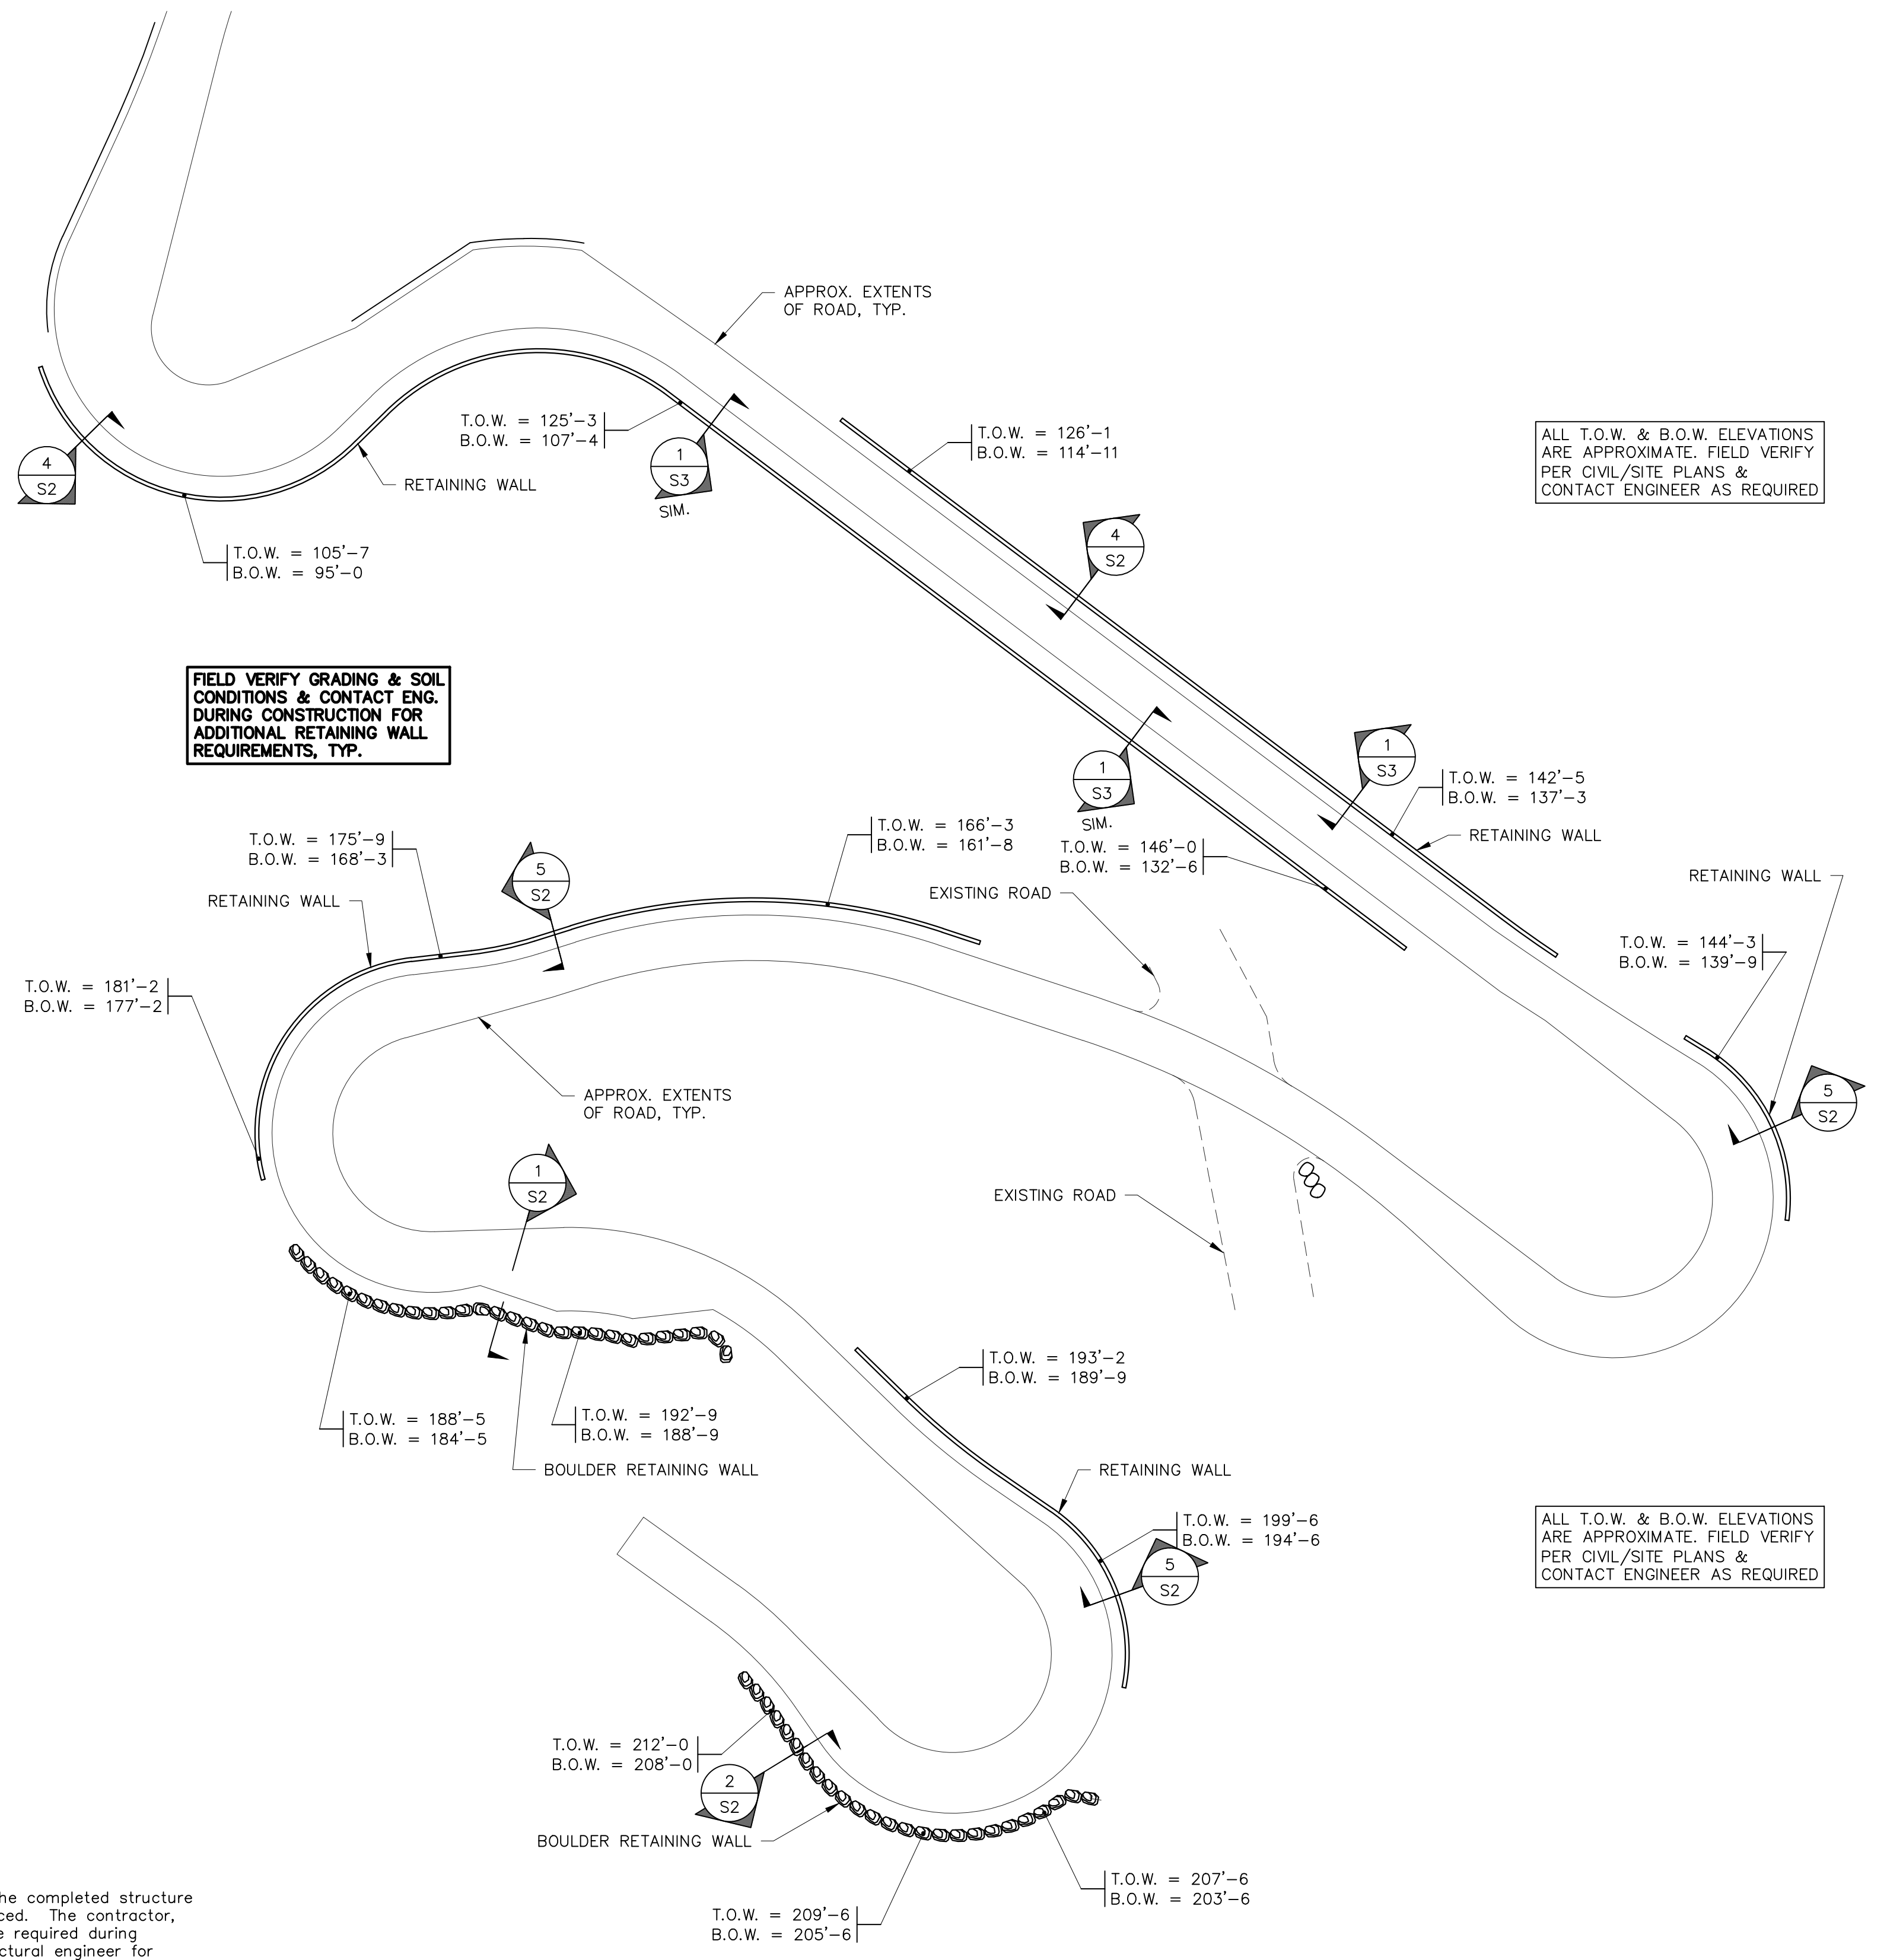 APPROX. EXTENTS
OF ROAD, TYP.
T.O.W. = 125'-3
B.O.W. = 107'-4
T.O.W. = 126'-1
B.O.W. = 114'-11
ALL T.O.W. & B.O.W. ELEVATIONS
ARE APPROXIMATE. FIELD VERIFY
PER CIVIL/SITE PLANS &
CONTACT ENGINEER AS REQUIRED
4
S2
1
S3
SIM.
RETAINING WALL
T.O.W. = 105'-7
B.O.W. = 95'-0
4
S2
FIELD VERIFY GRADING & SOIL
CONDITIONS & CONTACT ENG.
DURING CONSTRUCTION FOR
ADDITIONAL RETAINING WALL
REQUIREMENTS, TYP.
1
S3
SIM.
1
S3
T.O.W. = 142'-5
B.O.W. = 137'-3
RETAINING WALL
T.O.W. = 175'-9
B.O.W. = 168'-3
T.O.W. = 166'-3
B.O.W. = 161'-8
T.O.W. = 146'-0
B.O.W. = 132'-6
5
S2
RETAINING WALL
EXISTING ROAD
RETAINING WALL
T.O.W. = 144'-3
B.O.W. = 139'-9
T.O.W. = 181'-2
B.O.W. = 177'-2
APPROX. EXTENTS
OF ROAD, TYP.
5
S2
1
S2
EXISTING ROAD
T.O.W. = 193'-2
B.O.W. = 189'-9
T.O.W. = 188'-5
B.O.W. = 184'-5
T.O.W. = 192'-9
B.O.W. = 188'-9
BOULDER RETAINING WALL
RETAINING WALL
T.O.W. = 199'-6
B.O.W. = 194'-6
5
S2
ALL T.O.W. & B.O.W. ELEVATIONS
ARE APPROXIMATE. FIELD VERIFY
PER CIVIL/SITE PLANS &
CONTACT ENGINEER AS REQUIRED
T.O.W. = 212'-0
B.O.W. = 208'-0
2
S2
BOULDER RETAINING WALL
T.O.W. = 207'-6
B.O.W. = 203'-6
T.O.W. = 209'-6
B.O.W. = 205'-6
completed structure
The contractor,
required during
engineer for